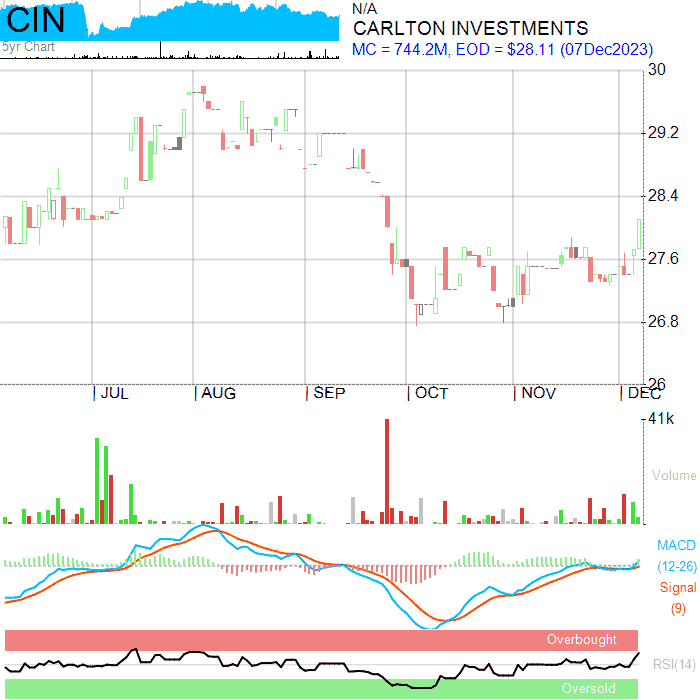 CIN
5yr Chart
N/A
CARLTON INVESTMENTS
MC = 744.2M, EOD = $28.11 (07Dec2023)
30
29.2
28.4
27.6
26.8
26
JUL
AUG
SEP
OCT
NOV
DEC
41k
Volume
MACD
(12-26)
Signal
(9)
Overbought
RSI(14)
Oversold